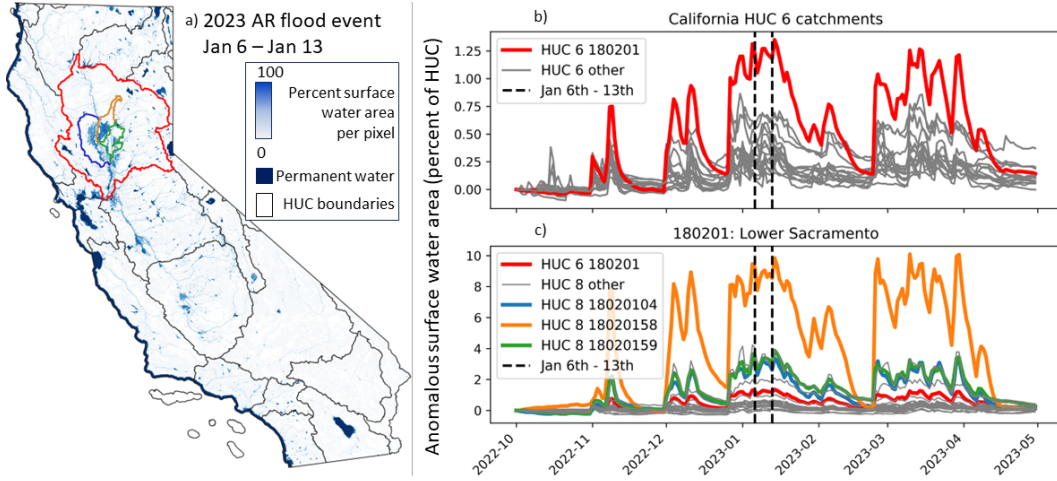 a) 2023 AR flood event
Jan 6 – Jan 13
100
Percent surface
water area
per pixel
0
Permanent water
HUC boundaries
Anomalous surface water area (percent of HUC)
b)
California HUC 6 catchments
1.25
1.00
0.75
0.50
0.25
0.00
HUC 6 180201
HUC 6 other
Jan 6th - 13th
c)
180201: Lower Sacramento
10
8
6
4
2
0
HUC 6 180201
HUC 8 other
HUC 8 18020104
HUC 8 18020158
HUC 8 18020159
Jan 6th - 13th
2022-10
2022-11
2022-12
2023-01
2023-02
2023-03
2023-04
2023-05